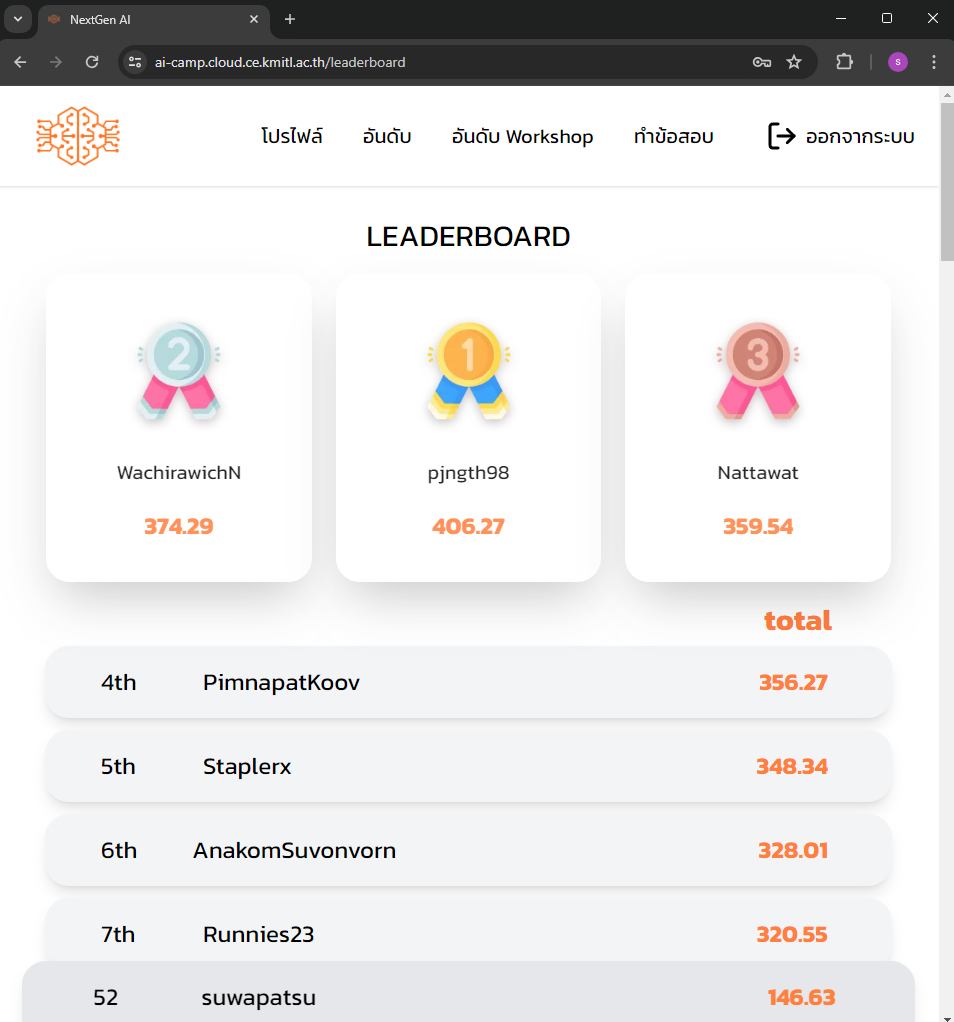 NextGen AI
ai-camp.cloud.ce.kmitl.ac.th/leaderboard
S
โปรไฟล์ อันดับ อันดับ Workshop ทำข้อสอบ ออกจากระบบ
LEADERBOARD
2 1 3
WachirawichN pjngth98 Nattawat
374.29 406.27 359.54
total
4th PimnapatKoov 356.27
5th Staplerx 348.34
6th AnakomSuvonvorn 328.01
7th Runnies23 320.55
52 suwapatsu 146.63